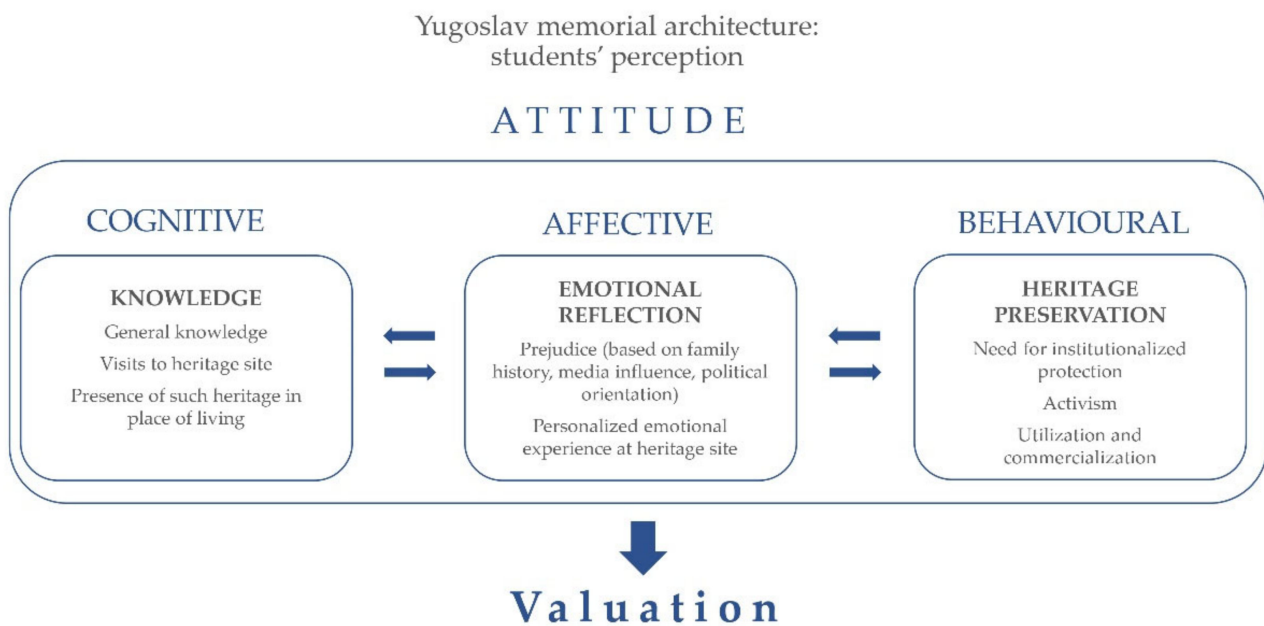 Yugoslav memorial architecture:
students' perception
ATTITUDE
COGNITIVE
KNOWLEDGE
General knowledge
Visits to heritage site
Presence of such heritage in
place of living
AFFECTIVE
EMOTIONAL
REFLECTION
Prejudice (based on family
history, media influence, political
orientation)
Personalized emotional
experience at heritage site
BEHAVIOURAL
HERITAGE
PRESERVATION
Need for institutionalized
protection
Activism
Utilization and
commercialization
Valuation